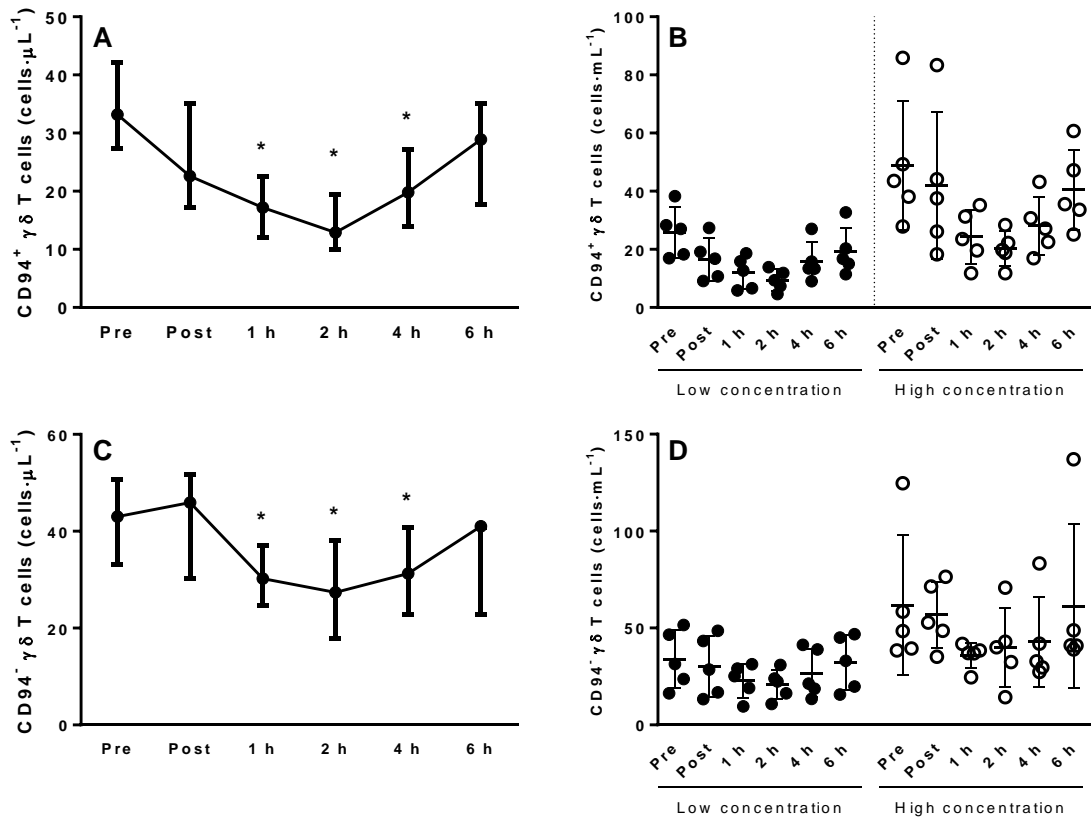 A
CD94⁺ γδ T cells (cells·μL⁻¹)
50
40
30
20
10
0
Pre Post 1 h 2 h 4 h 6 h
* * *
B
CD94⁺ γδ T cells (cells·mL⁻¹)
100
80
60
40
20
0
Pre Post 1 h 2 h 4 h 6 h Pre Post 1 h 2 h 4 h 6 h
Low concentration High concentration
C
CD94⁻ γδ T cells (cells·μL⁻¹)
60
40
20
0
Pre Post 1 h 2 h 4 h 6 h
* * *
D
CD94⁻ γδ T cells (cells·mL⁻¹)
150
100
50
0
Pre Post 1 h 2 h 4 h 6 h Pre Post 1 h 2 h 4 h 6 h
Low concentration High concentration